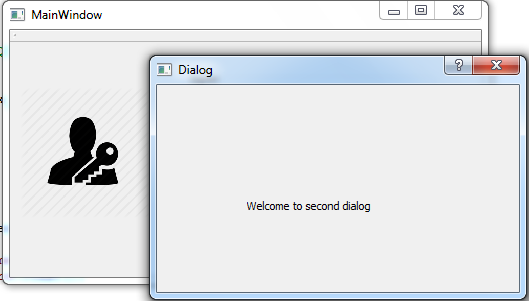 MainWindow
Dialog
?
Welcome to second dialog